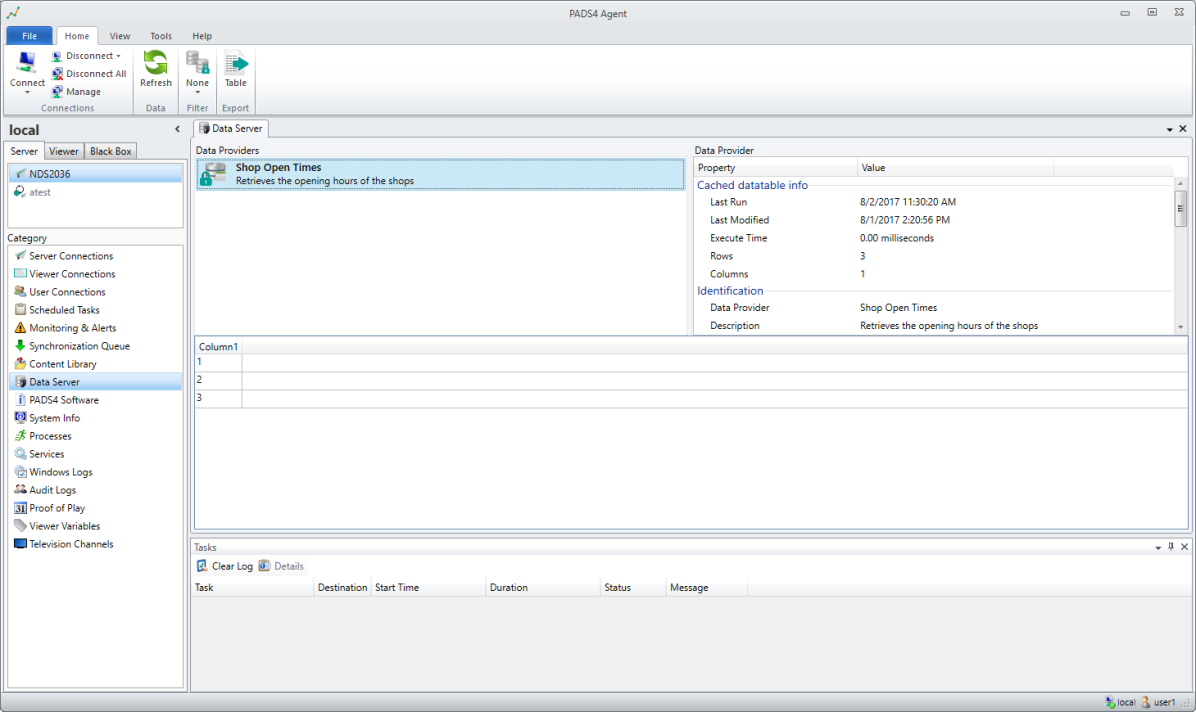 PADS4 Agent
File Home View Tools Help
Connect
Disconnect
Disconnect All
Manage
Connections
Refresh
Data
None
Filter
Table
Export
local
Server Viewer Black Box
NDS2036
atest
Category
Server Connections
Viewer Connections
User Connections
Scheduled Tasks
Monitoring & Alerts
Synchronization Queue
Content Library
Data Server
PADS4 Software
System Info
Processes
Services
Windows Logs
Audit Logs
31 Proof of Play
Viewer Variables
Television Channels
Data Server
Data Providers
Shop Open Times
Retrieves the opening hours of the shops
Data Provider
Property Value
Cached datatable info
Last Run 8/2/2017 11:30:20 AM
Last Modified 8/1/2017 2:20:56 PM
Execute Time 0.00 milliseconds
Rows 3
Columns 1
Identification
Data Provider Shop Open Times
Description Retrieves the opening hours of the shops
Column1
1
2
3
Tasks
Clear Log Details
Task Destination Start Time Duration Status Message
local user1